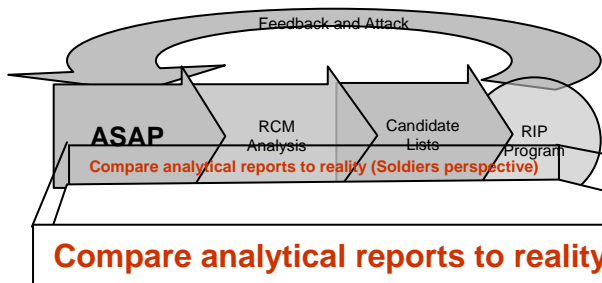 Feedback and Attack
ASAP
RCM
Analysis
Candidate
Lists
RIP
Program
Compare analytical reports to reality (Soldiers perspective)
Compare analytical reports to reality